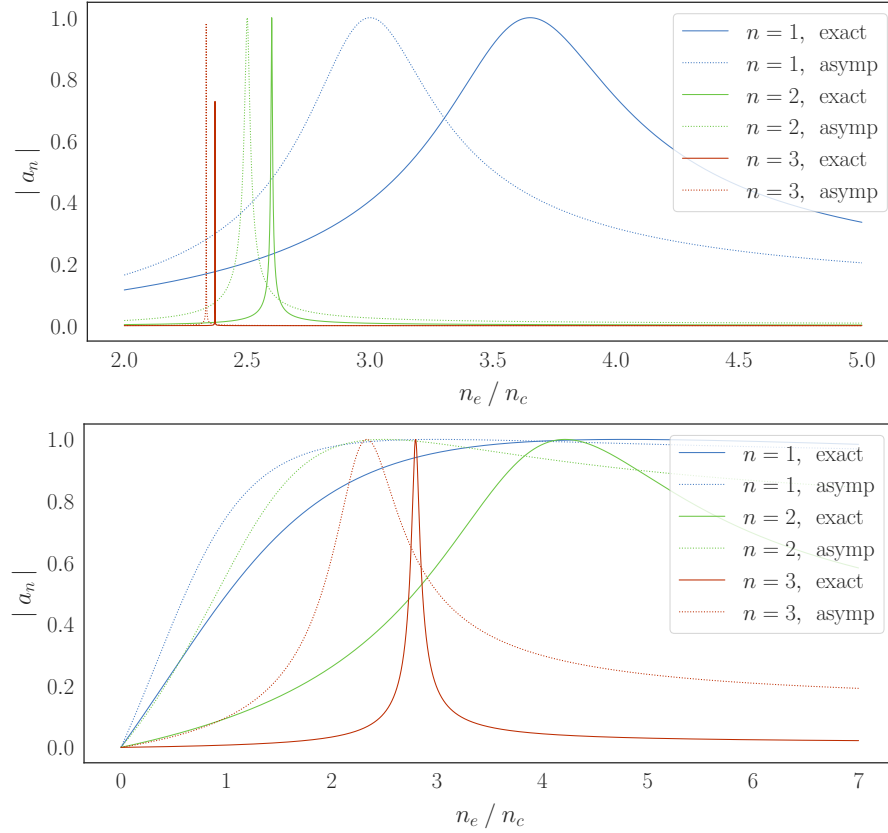 1.0
0.8
0.6
0.4
0.2
0.0
| a_n |
2.0 2.5 3.0 3.5 4.0 4.5 5.0
n_e / n_c
n = 1, exact
n = 1, asymp
n = 2, exact
n = 2, asymp
n = 3, exact
n = 3, asymp
1.0
0.8
0.6
0.4
0.2
0.0
| a_n |
0 1 2 3 4 5 6 7
n_e / n_c
n = 1, exact
n = 1, asymp
n = 2, exact
n = 2, asymp
n = 3, exact
n = 3, asymp